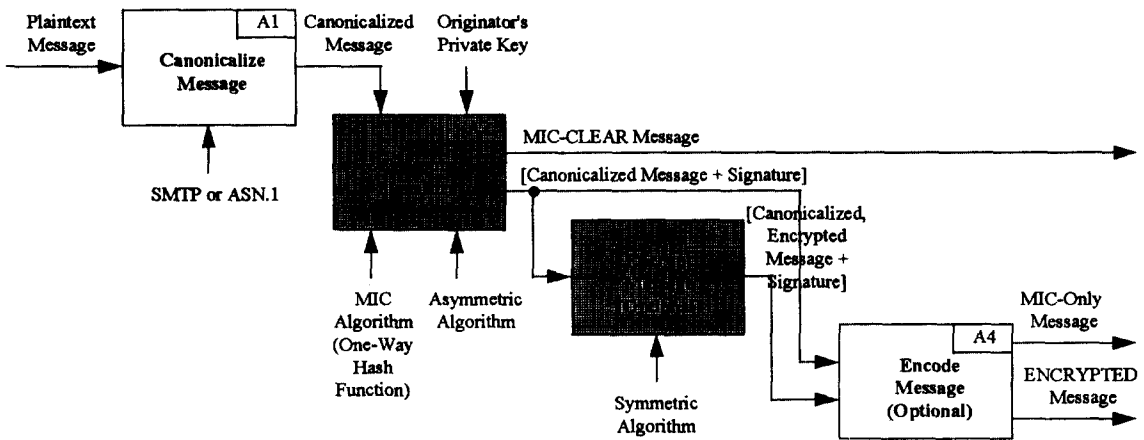 Plaintext
Message
A1
Canonicalize
Message
SMTP or ASN.1
Canonicalized
Message
Originator's
Private Key
MIC-CLEAR Message
[Canonicalized Message + Signature]
MIC
Algorithm
(One-Way
Hash
Function)
Asymmetric
Algorithm
[Canonicalized,
Encrypted
Message +
Signature]
Symmetric
Algorithm
A4
Encode
Message
(Optional)
MIC-Only
Message
ENCRYPTED
Message